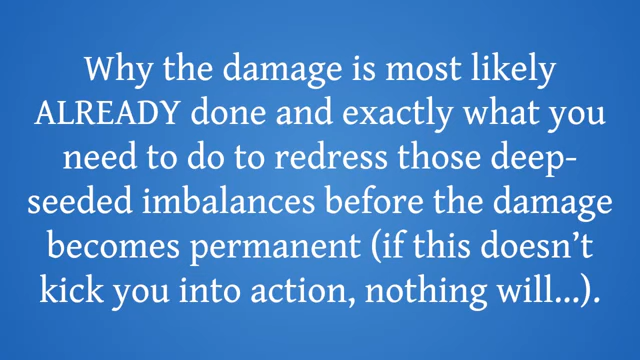 Why the damage is most likely
ALREADY done and exactly what you
need to do to redress those deep-
seeded imbalances before the damage
becomes permanent (if this doesn’t
kick you into action, nothing will...).